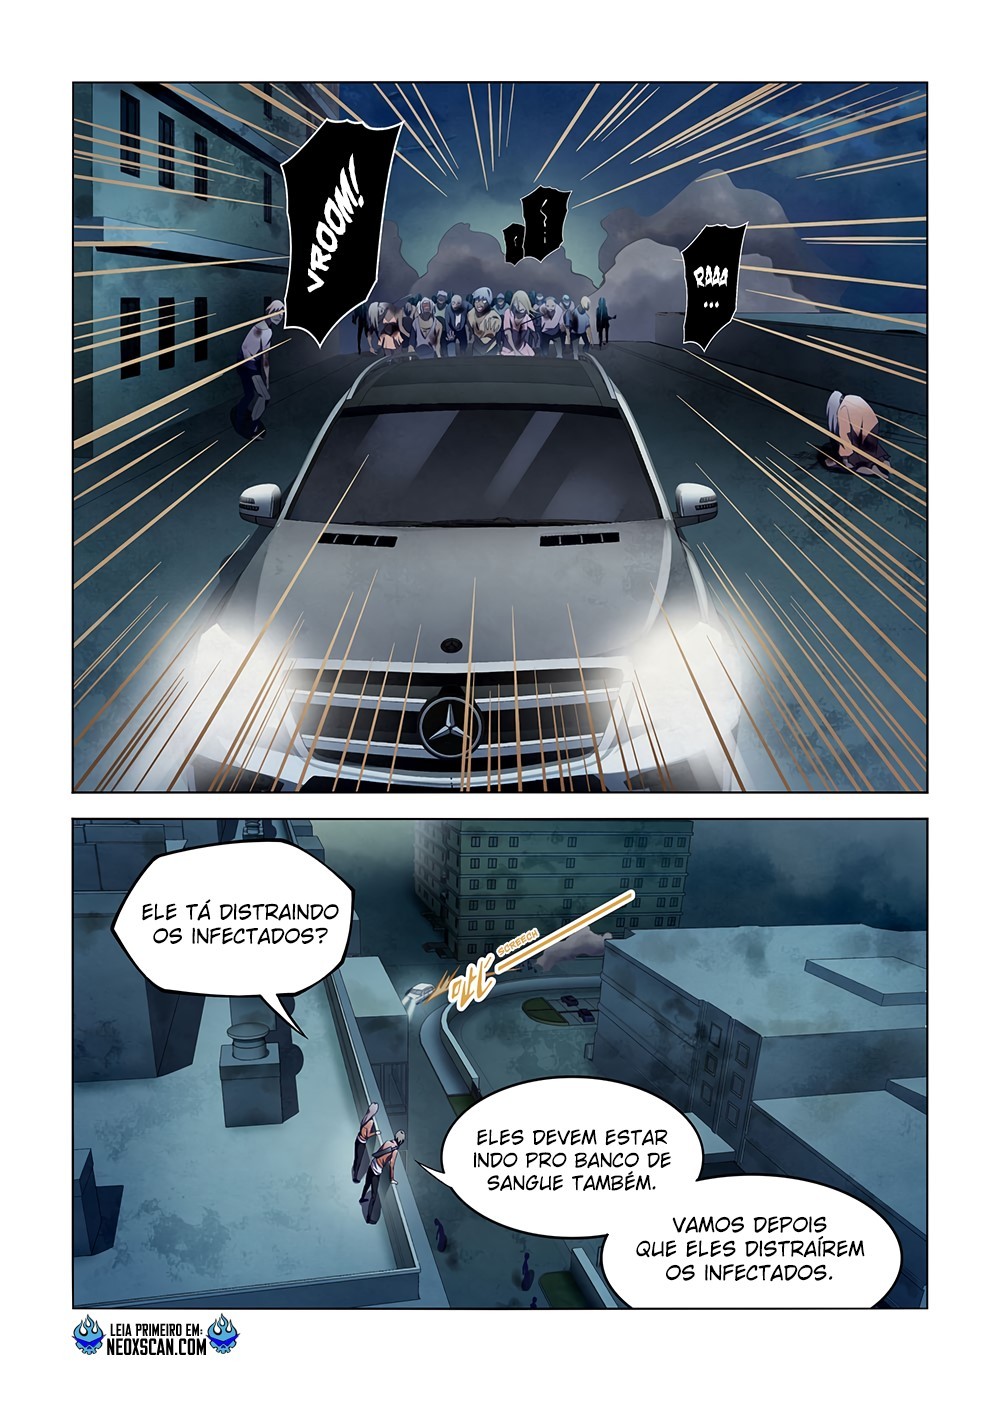 VROOM!
RAAA
...
ELE TÁ DISTRAINDO
OS INFECTADOS?
SCREECH
吡
ELES DEVEM ESTAR
INDO PRO BANCO DE
SANGUE TAMBÉM.
VAMOS DEPOIS
QUE ELES DISTRAÍREM
OS INFECTADOS.
LEIA PRIMEIRO EM:
NEOXSCAN.COM